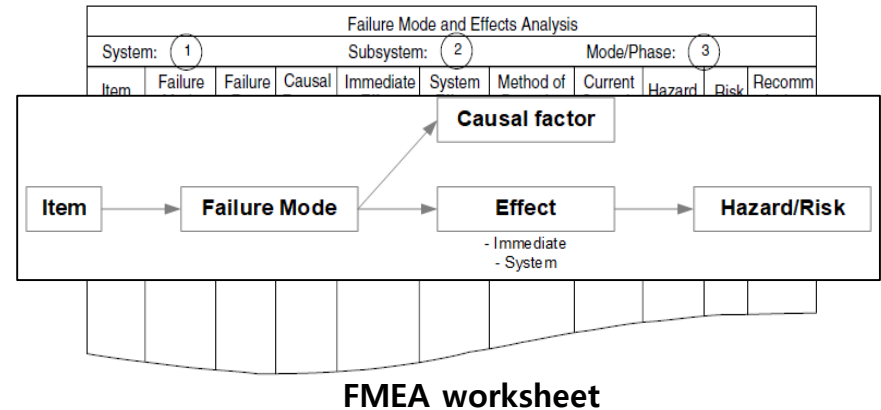 Failure Mode and Effects Analysis
System: 1 Subsystem: 2 Mode/Phase: 3
Failure Failure Causal Immediate System Method of Current Recomm
Item Hazard Risk
Causal factor
Item Failure Mode Effect Hazard/Risk
- Immediate
- System
FMEA worksheet